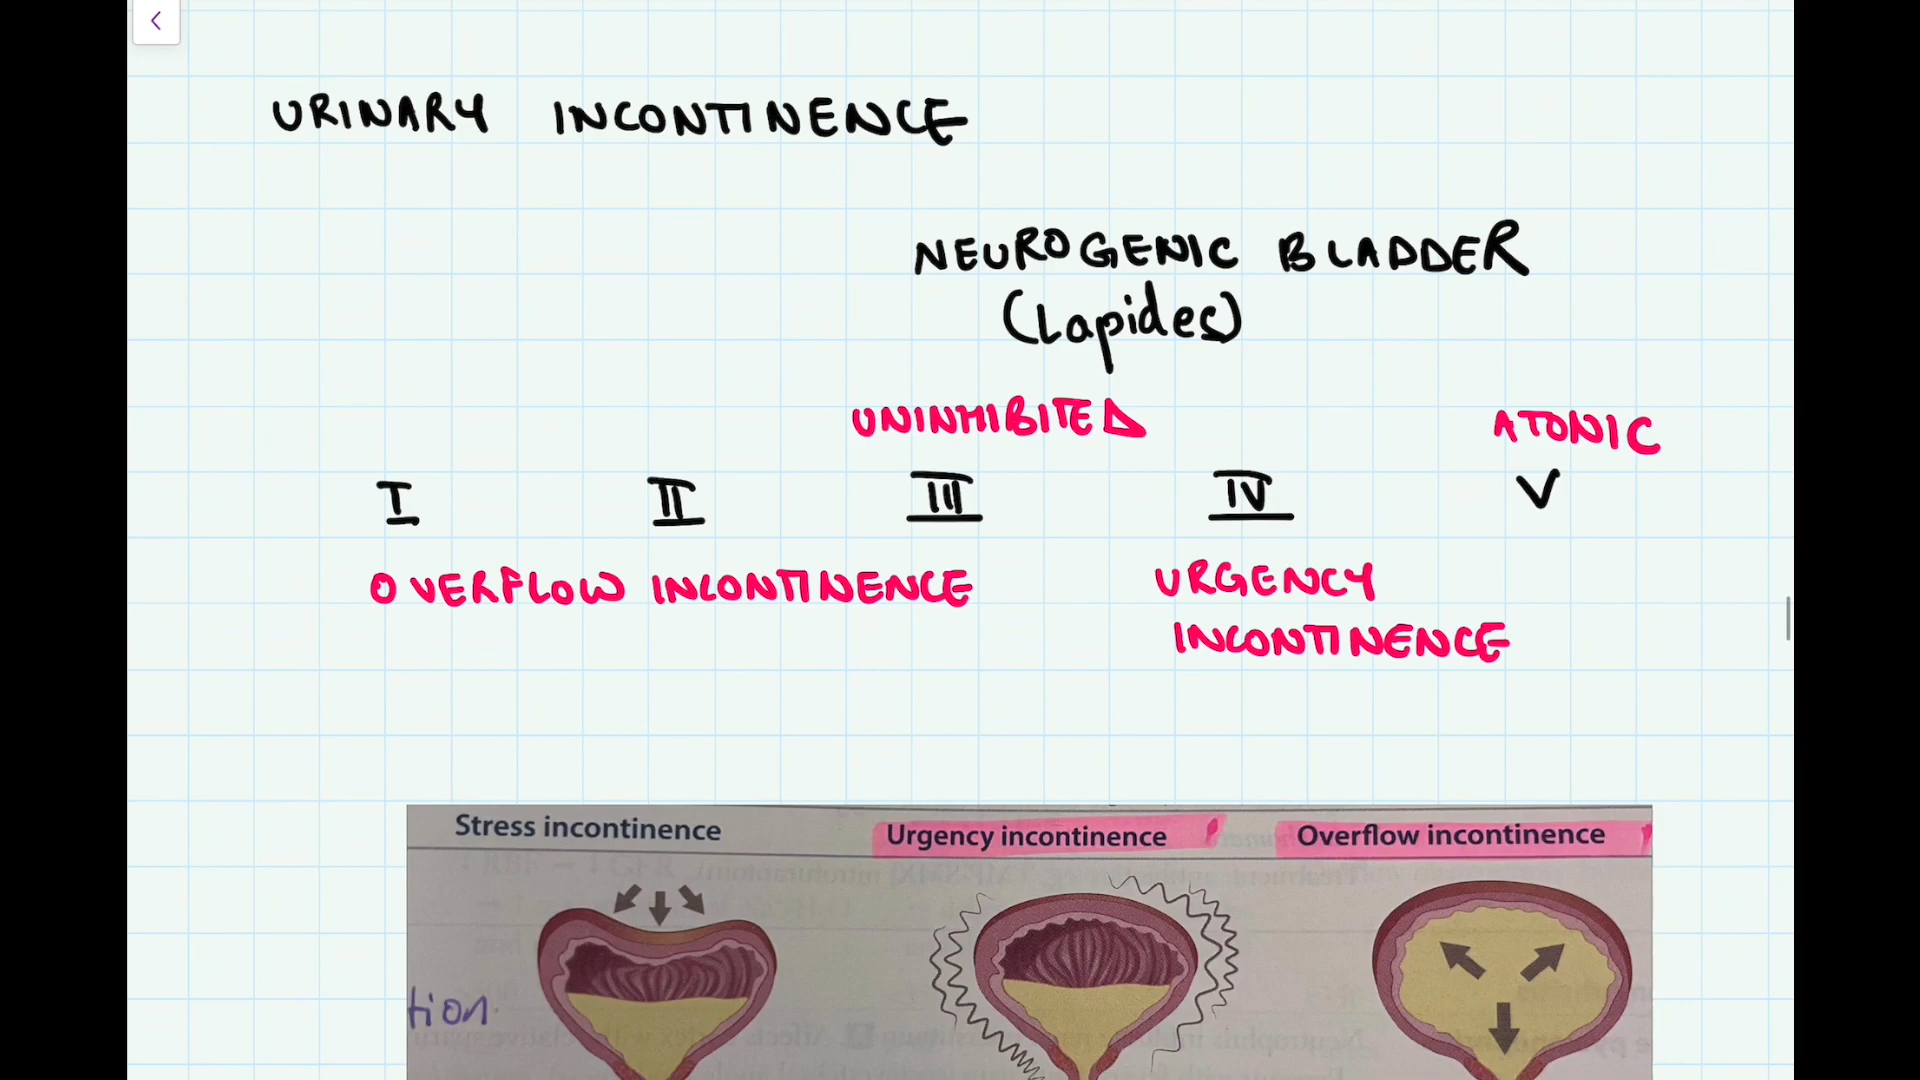 URINARY INCONTINENCE
NEUROGENIC BLADDER
(Lapides)
UNINHIBITED
ATONIC
I II III IV V
OVERFLOW INCONTINENCE
URGENCY
INCONTINENCE
Stress incontinence Urgency incontinence Overflow incontinence
tion